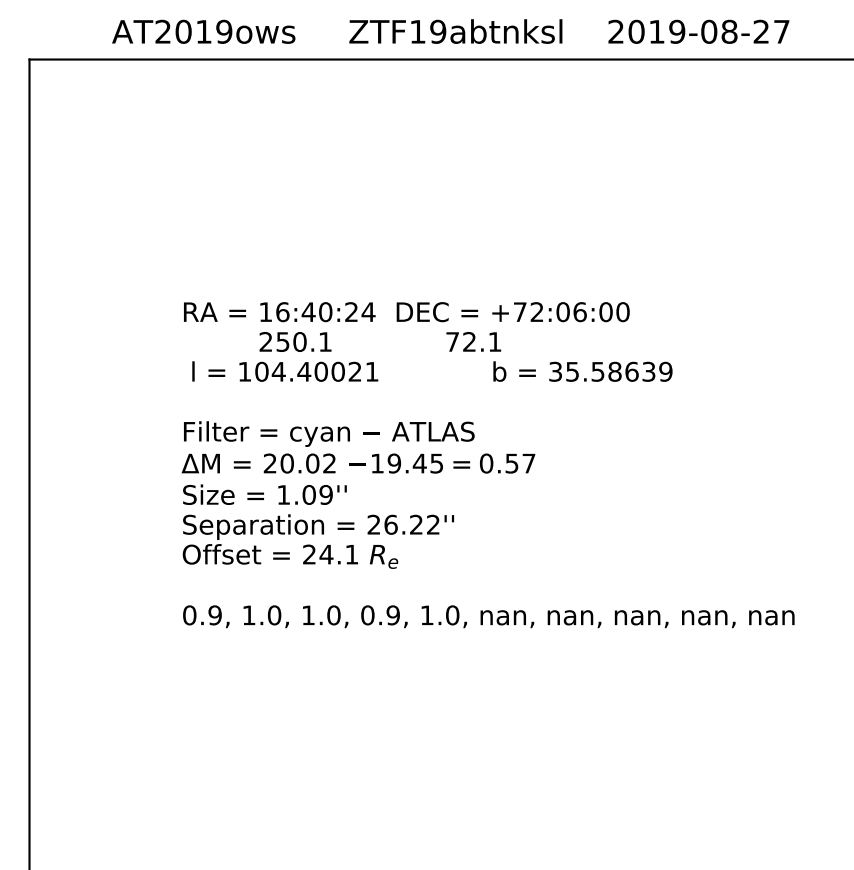 AT2019ows ZTF19abtnksl 2019-08-27
RA = 16:40:24 DEC = +72:06:00
250.1 72.1
l = 104.40021 b = 35.58639
Filter = cyan − ATLAS
ΔM = 20.02 −19.45 = 0.57
Size = 1.09''
Separation = 26.22''
Offset = 24.1 Re
0.9, 1.0, 1.0, 0.9, 1.0, nan, nan, nan, nan, nan